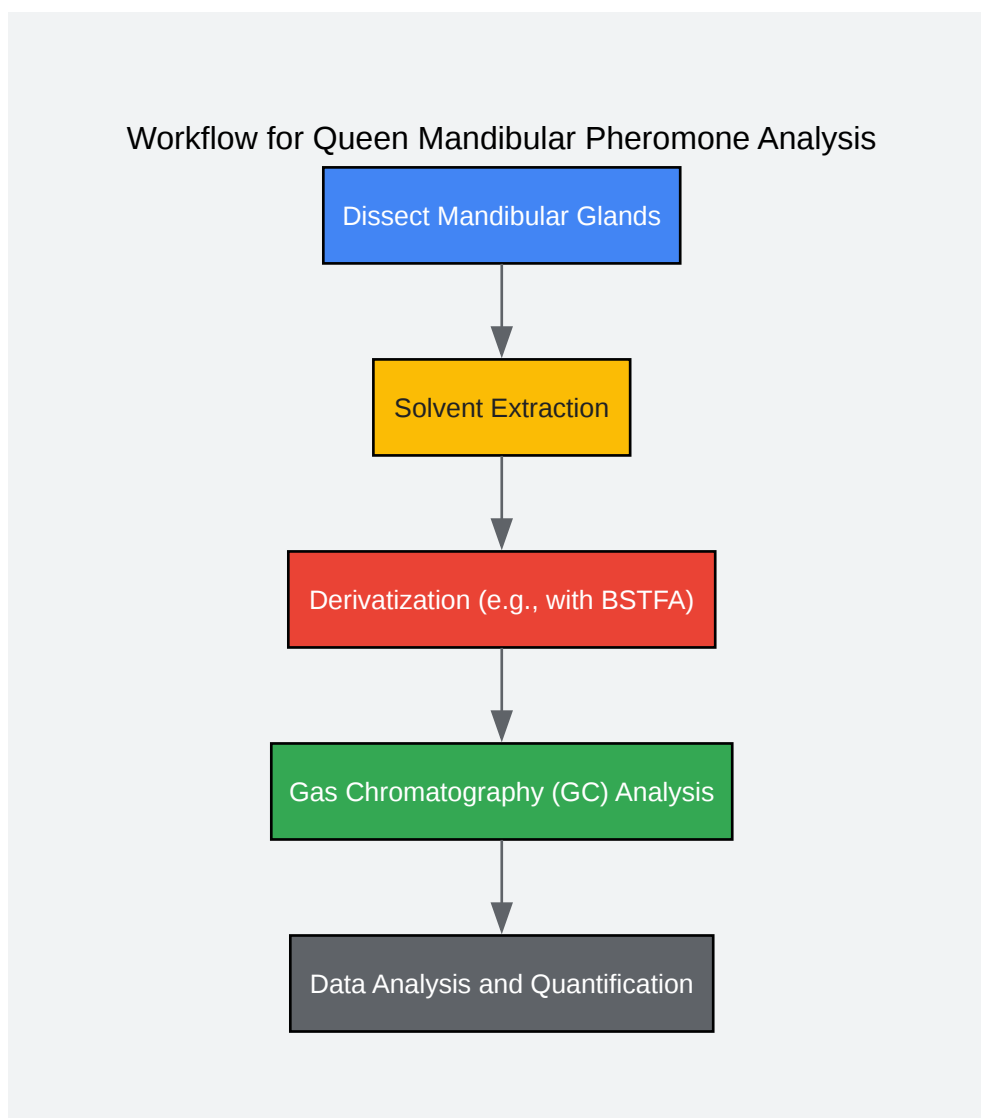 Workflow for Queen Mandibular Pheromone Analysis
Dissect Mandibular Glands
Solvent Extraction
Derivatization (e.g., with BSTFA)
Gas Chromatography (GC) Analysis
Data Analysis and Quantification